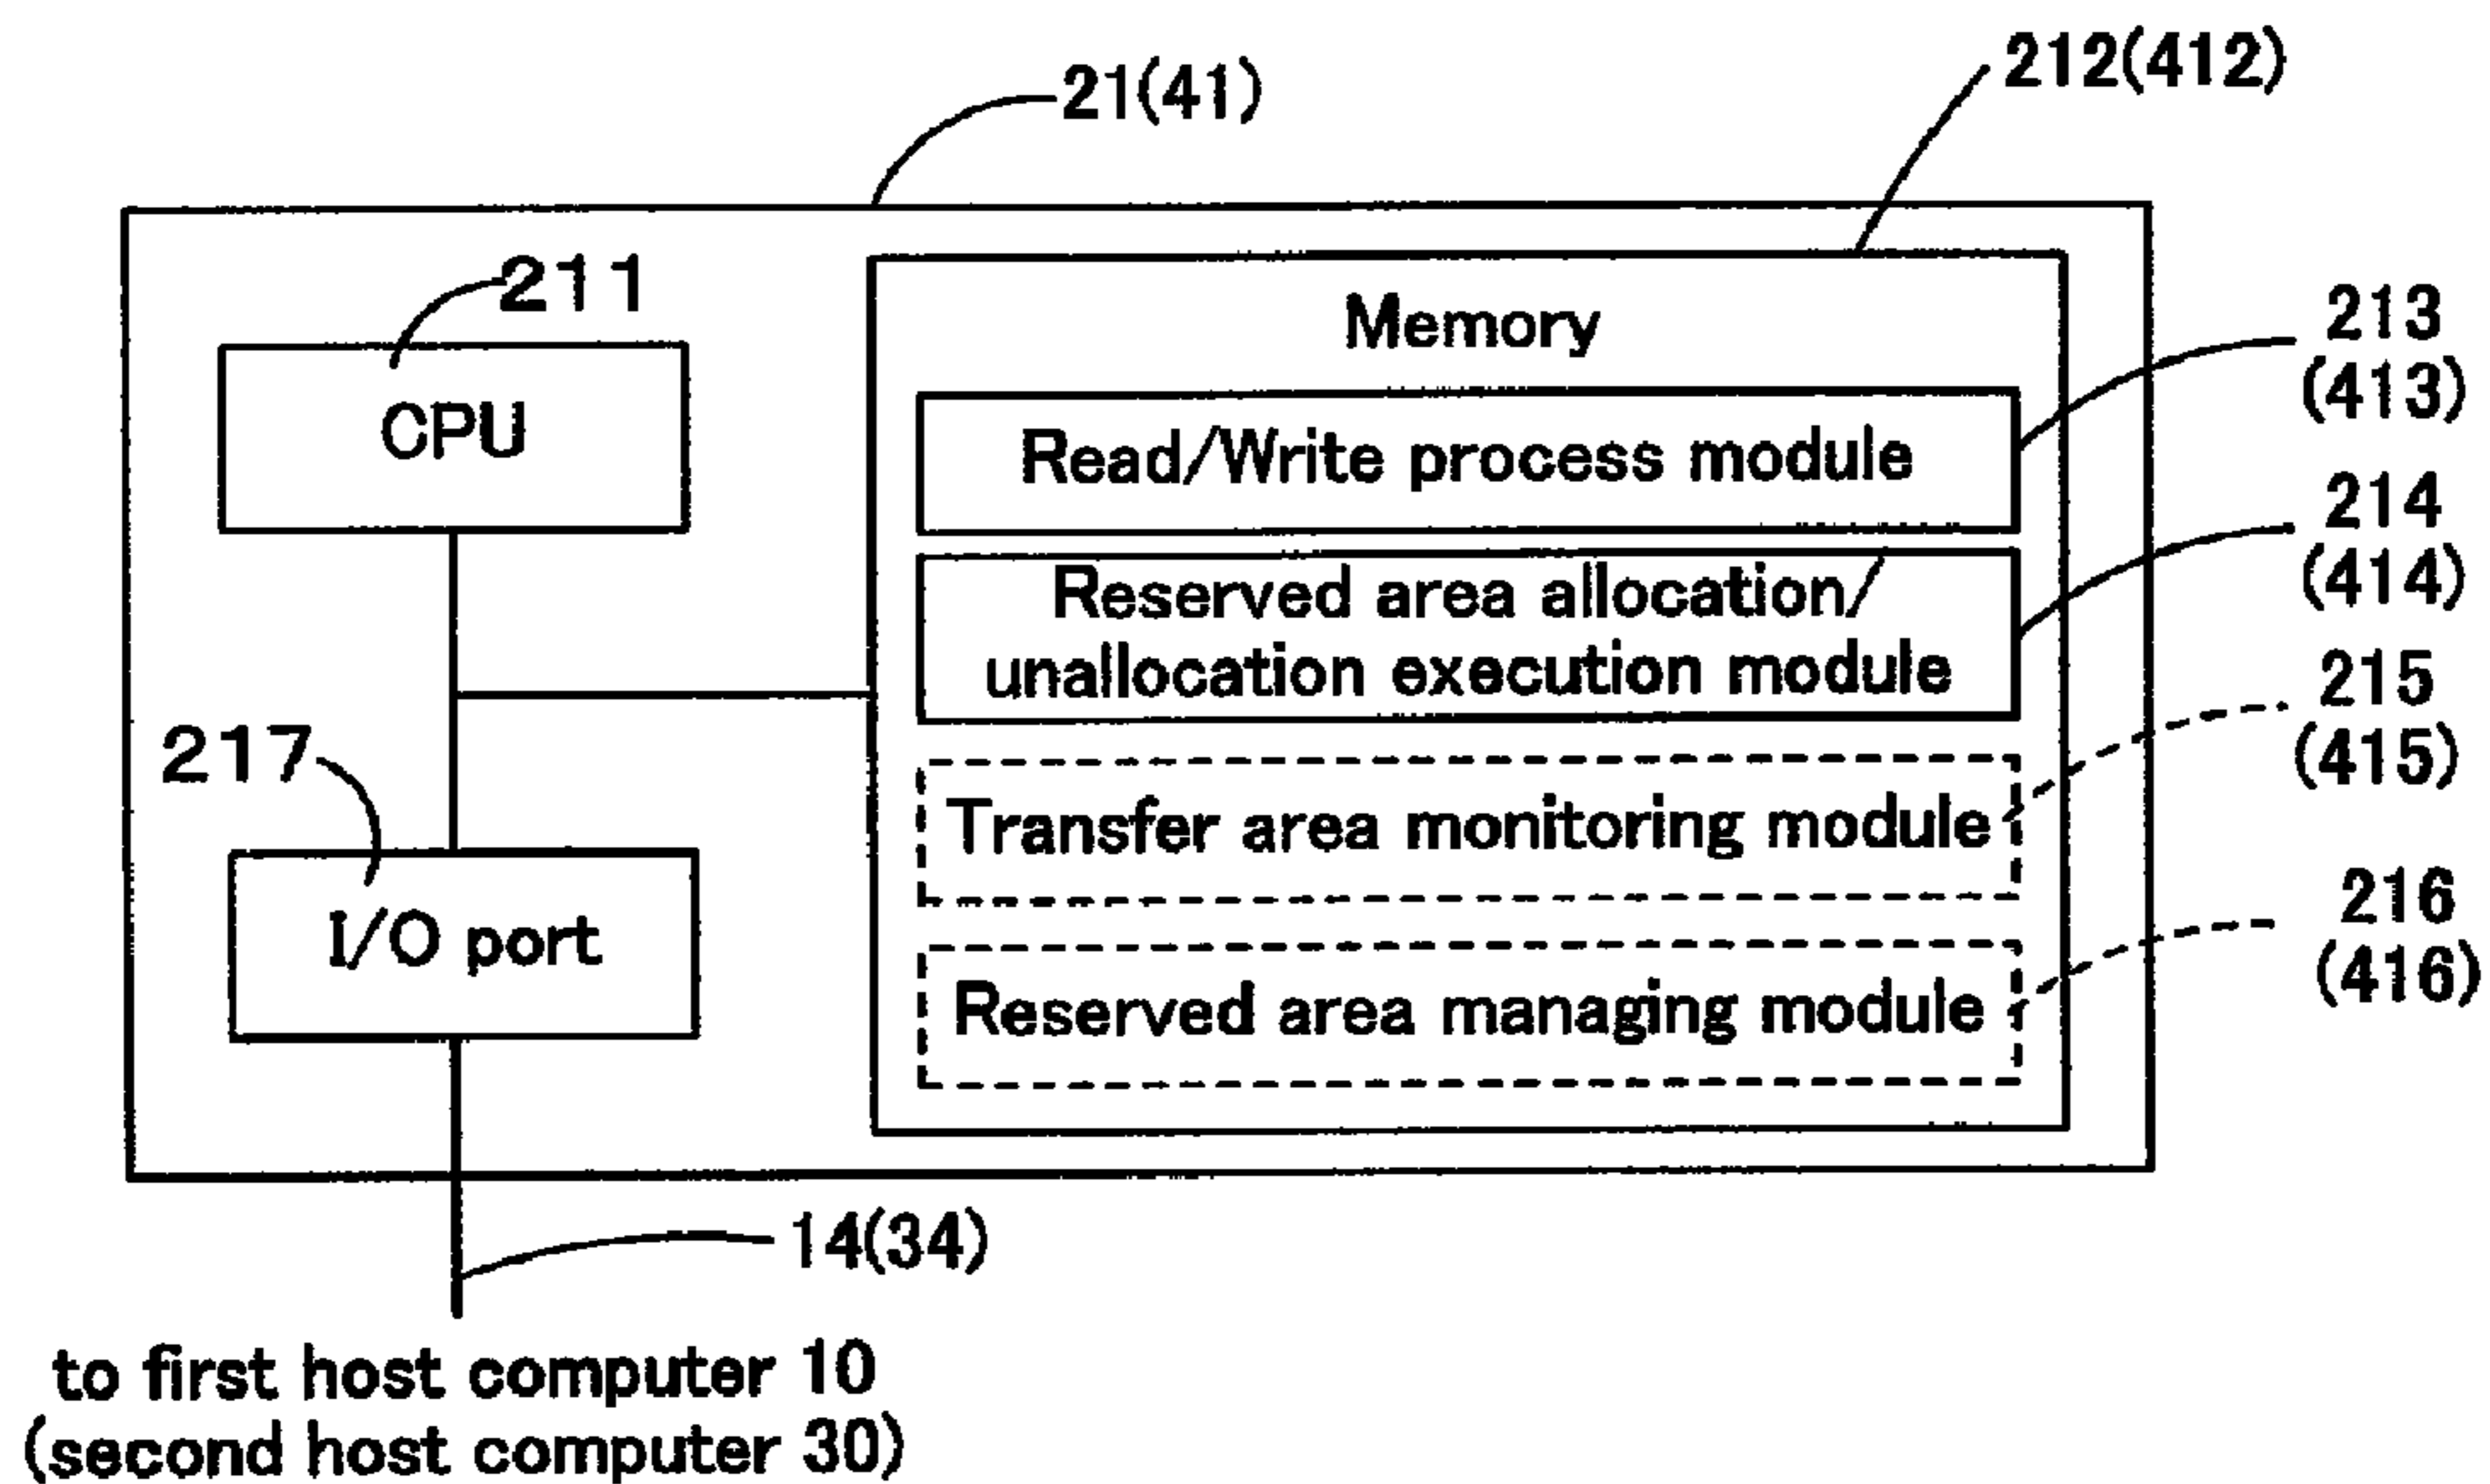 21(41)
212(412)
211
CPU
217
I/O port
Memory
Read/Write process module
Reserved area allocation/
unallocation execution module
Transfer area monitoring module
Reserved area managing module
213
(413)
214
(414)
215
(415)
216
(416)
14(34)
to first host computer 10
(second host computer 30)